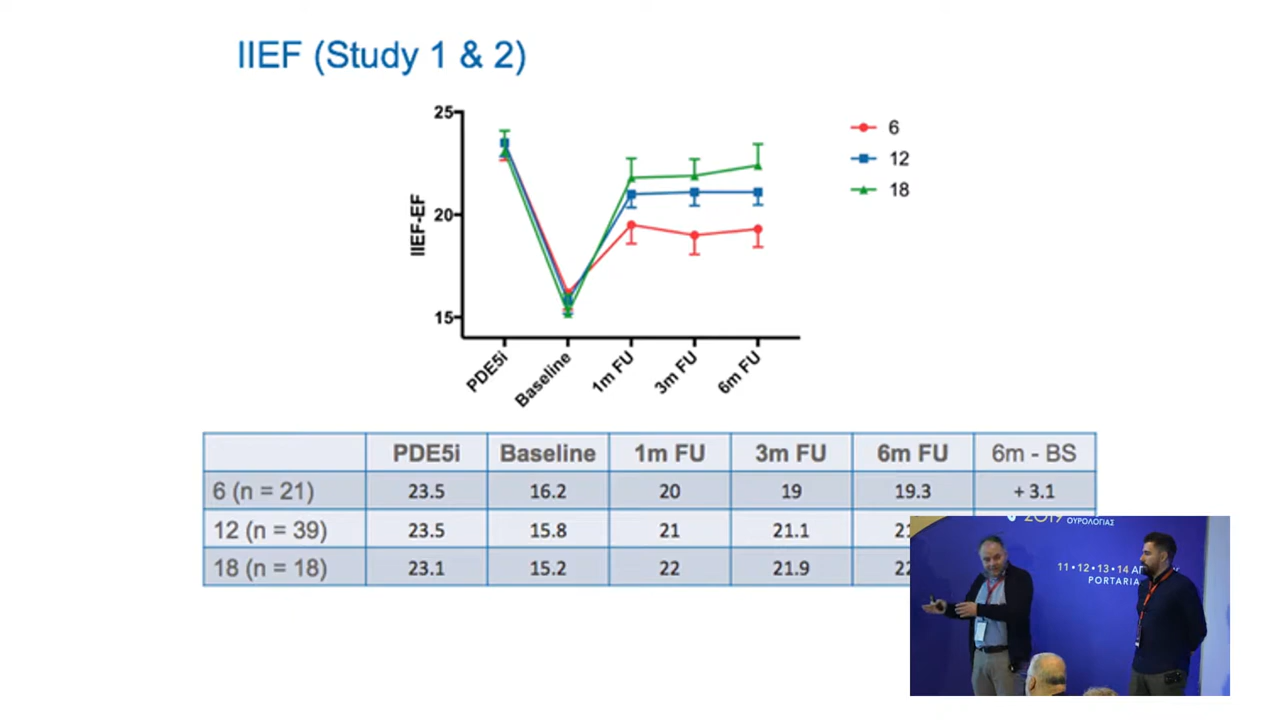 IIEF (Study 1 & 2)
25
20
15
IIEF-EF
PDE5i
Baseline
1m FU
3m FU
6m FU
6
12
18
PDE5i Baseline 1m FU 3m FU 6m FU 6m - BS
6 (n = 21) 23.5 16.2 20 19 19.3 + 3.1
12 (n = 39) 23.5 15.8 21 21.1
18 (n = 18) 23.1 15.2 22 21.9
2019
ΟΥΡΟΛΟΓΙΑΣ
11 • 12 • 13 • 14
PORTARIA